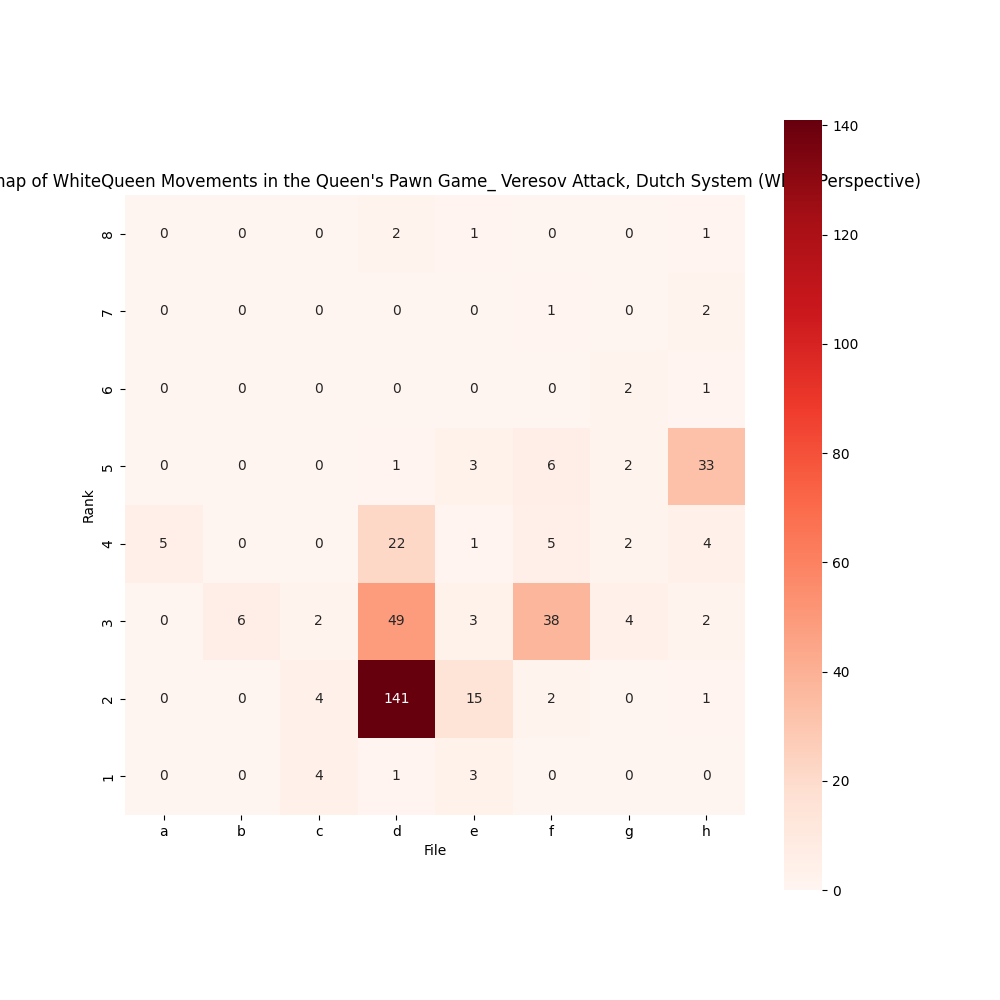 map of WhiteQueen Movements in the Queen's Pawn Game_ Veresov Attack, Dutch System (W Perspective)
140
8 0 0 0 2 1 0 0 1
120
7 0 0 0 0 0 1 0 2
100
6 0 0 0 0 0 0 2 1
80
5 0 0 0 1 3 6 2 33
Rank
4 5 0 0 22 1 5 2 4
60
3 0 6 2 49 3 38 4 2
40
2 0 0 4 141 15 2 0 1
20
1 0 0 4 1 3 0 0 0
a b c d e f g h
File
0